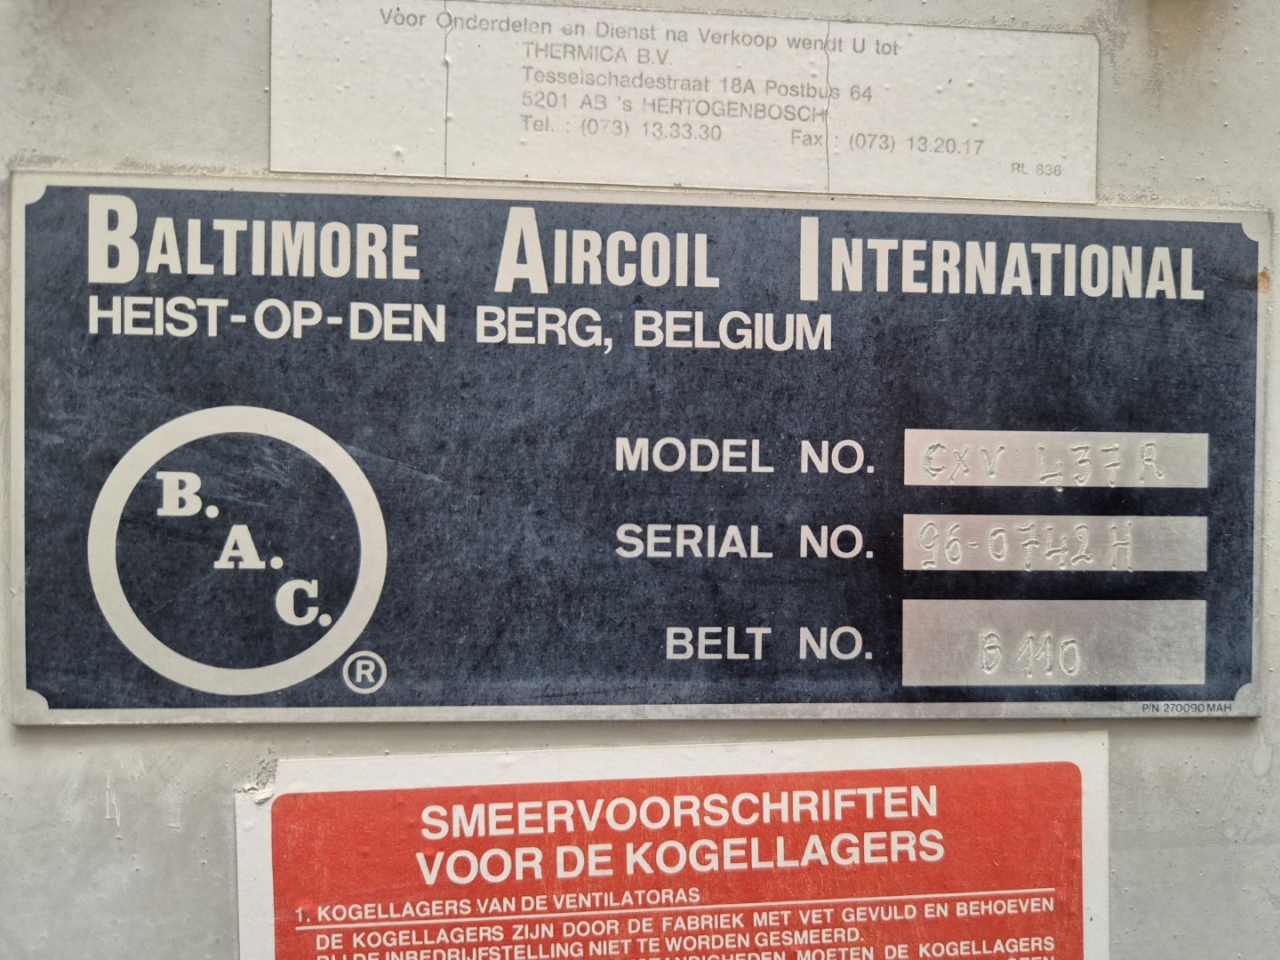 Voor Onderdelen en Dienst na Verkoop wendt U tot
THERMICA B.V.
Tesselschadestraat 18A Postbus 64
5201 AB 's HERTOGENBOSCH
Tel. : (073) 13.33.30 Fax : (073) 13.20.17
RL 836
BALTIMORE AIRCOIL INTERNATIONAL
HEIST-OP-DEN BERG, BELGIUM
B.
A.
C.
®
MODEL NO. CXV 437 R
SERIAL NO. 96-0742 H
BELT NO. B 110
P/N 270090 MAH
SMEERVOORSCHRIFTEN
VOOR DE KOGELLAGERS
1. KOGELLAGERS VAN DE VENTILATORAS
DE KOGELLAGERS ZIJN DOOR DE FABRIEK MET VET GEVULD EN BEHOEVEN
BIJ DE INBEDRIJFSTELLING NIET TE WORDEN GESMEERD.
MOETEN DE KOGELLAGERS